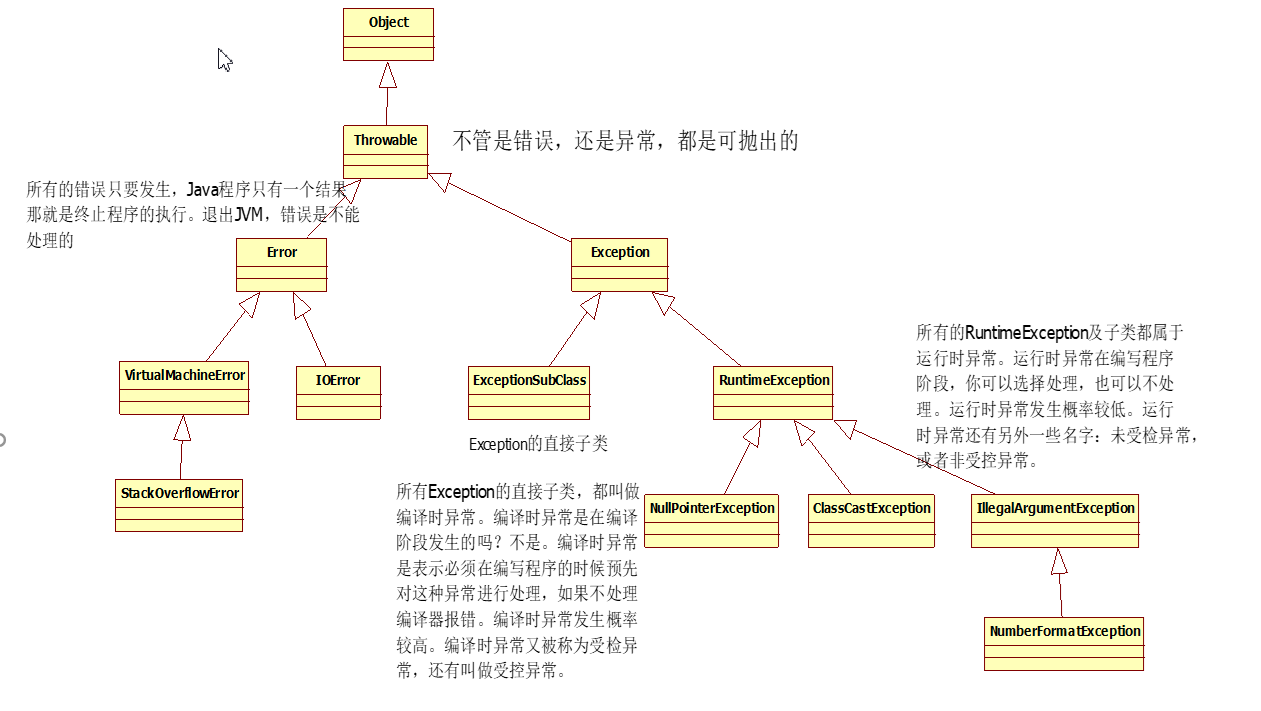 Object
Throwable
不管是错误，还是异常，都是可抛出的
所有的错误只要发生，Java程序只有一个结果
那就是终止程序的执行。退出JVM，错误是不能
处理的
Error
Exception
所有的RuntimeException及子类都属于
运行时异常。运行时异常在编写程序
阶段，你可以选择处理，也可以不处
理。运行时异常发生概率较低。运行
时异常还有另外一些名字：未受检异常，
或者非受控异常。
VirtualMachineError
IOError
ExceptionSubClass
RuntimeException
Exception的直接子类
StackOverflowError
所有Exception的直接子类，都叫做
编译时异常。编译时异常是在编译
阶段发生的吗？不是。编译时异常
是表示必须在编写程序的时候预先
对这种异常进行处理，如果不处理
编译器报错。编译时异常发生概率
较高。编译时异常又被称为受检异
常，还有叫做受控异常。
NullPointerException
ClassCastException
IllegalArgumentException
NumberFormatException